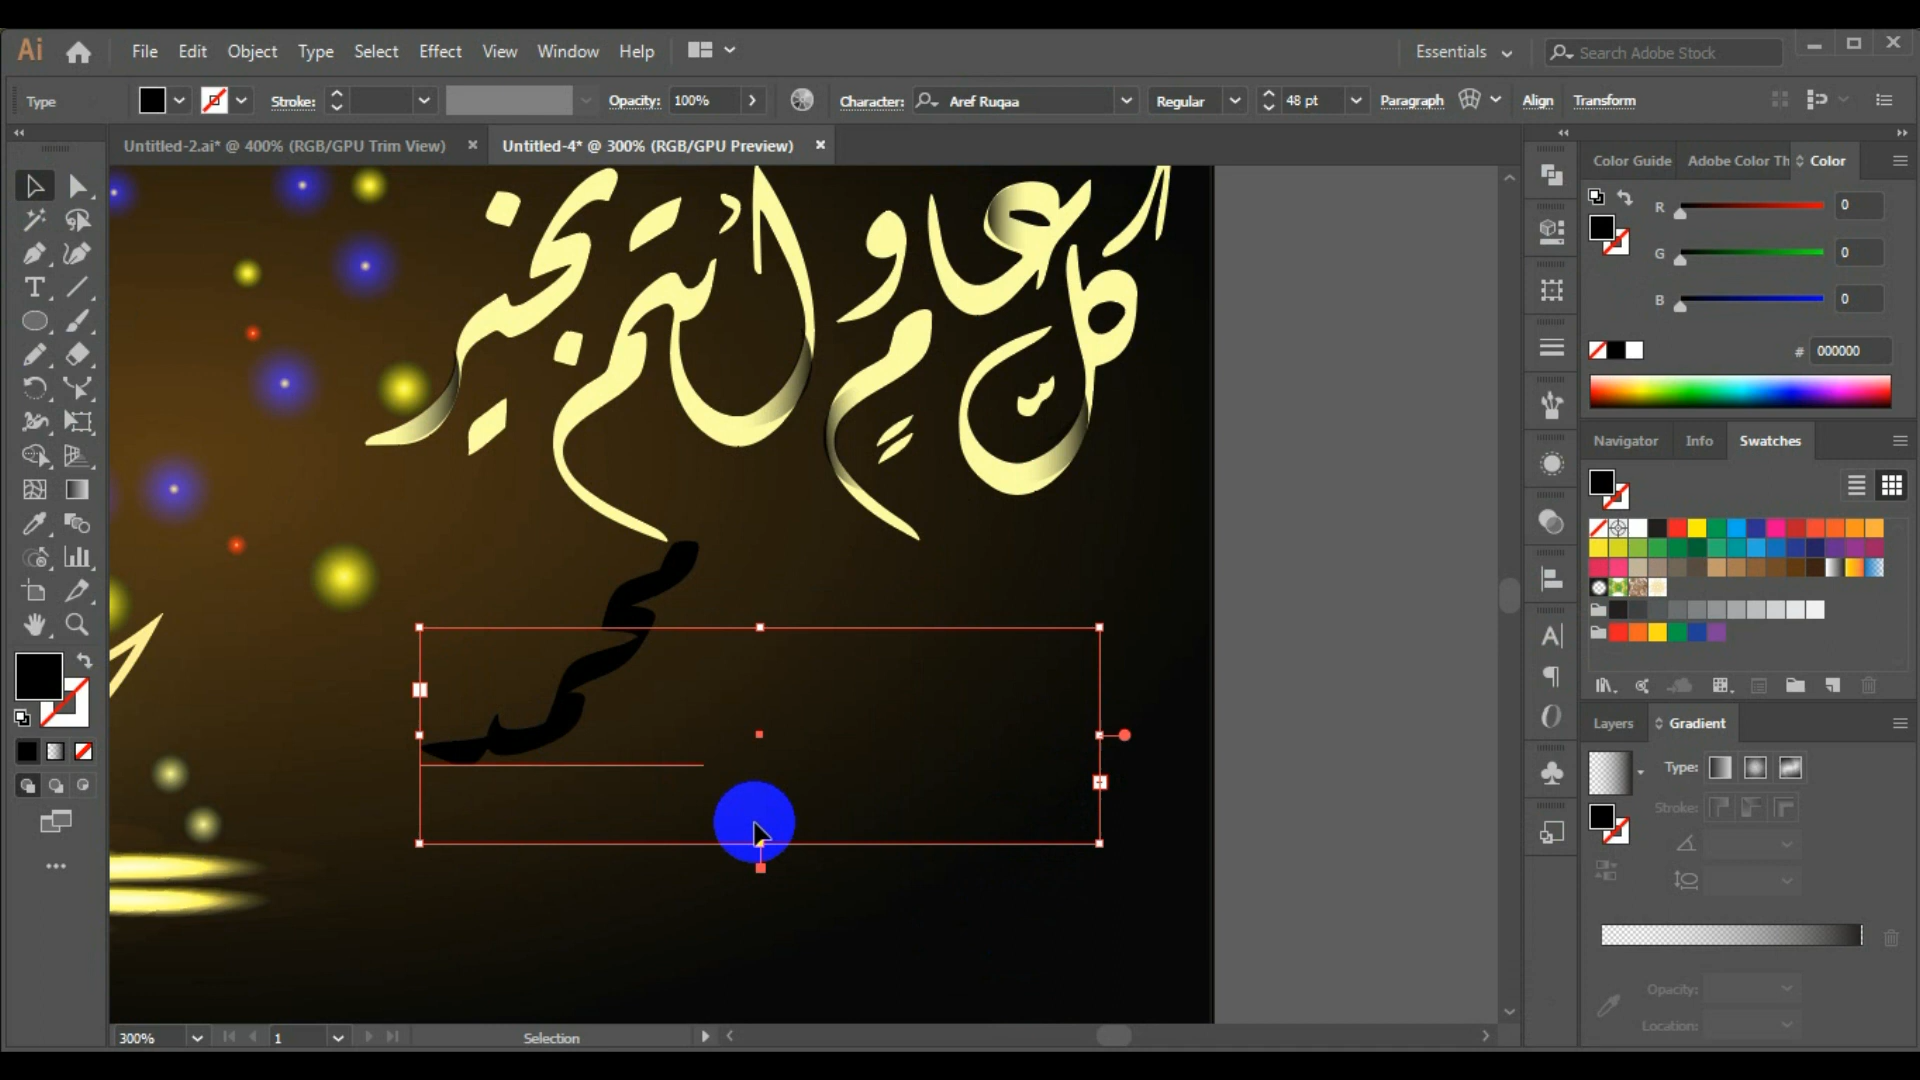 Ai File Edit Object Type Select Effect View Window Help Essentials Search Adobe Stock
Type Stroke: Opacity: 100% Character: Aref Ruqaa Regular 48 pt Paragraph Align Transform
Untitled-2.ai* @ 400% (RGB/GPU Trim View) × Untitled-4* @ 300% (RGB/GPU Preview) ×
Color Guide Adobe Color Th Color
R 0
G 0
B 0
# 000000
Navigator Info Swatches
Layers Gradient
Type:
Stroke:
Opacity:
Location:
كل عام و أنتم بخير
محمد
300% 1 Selection